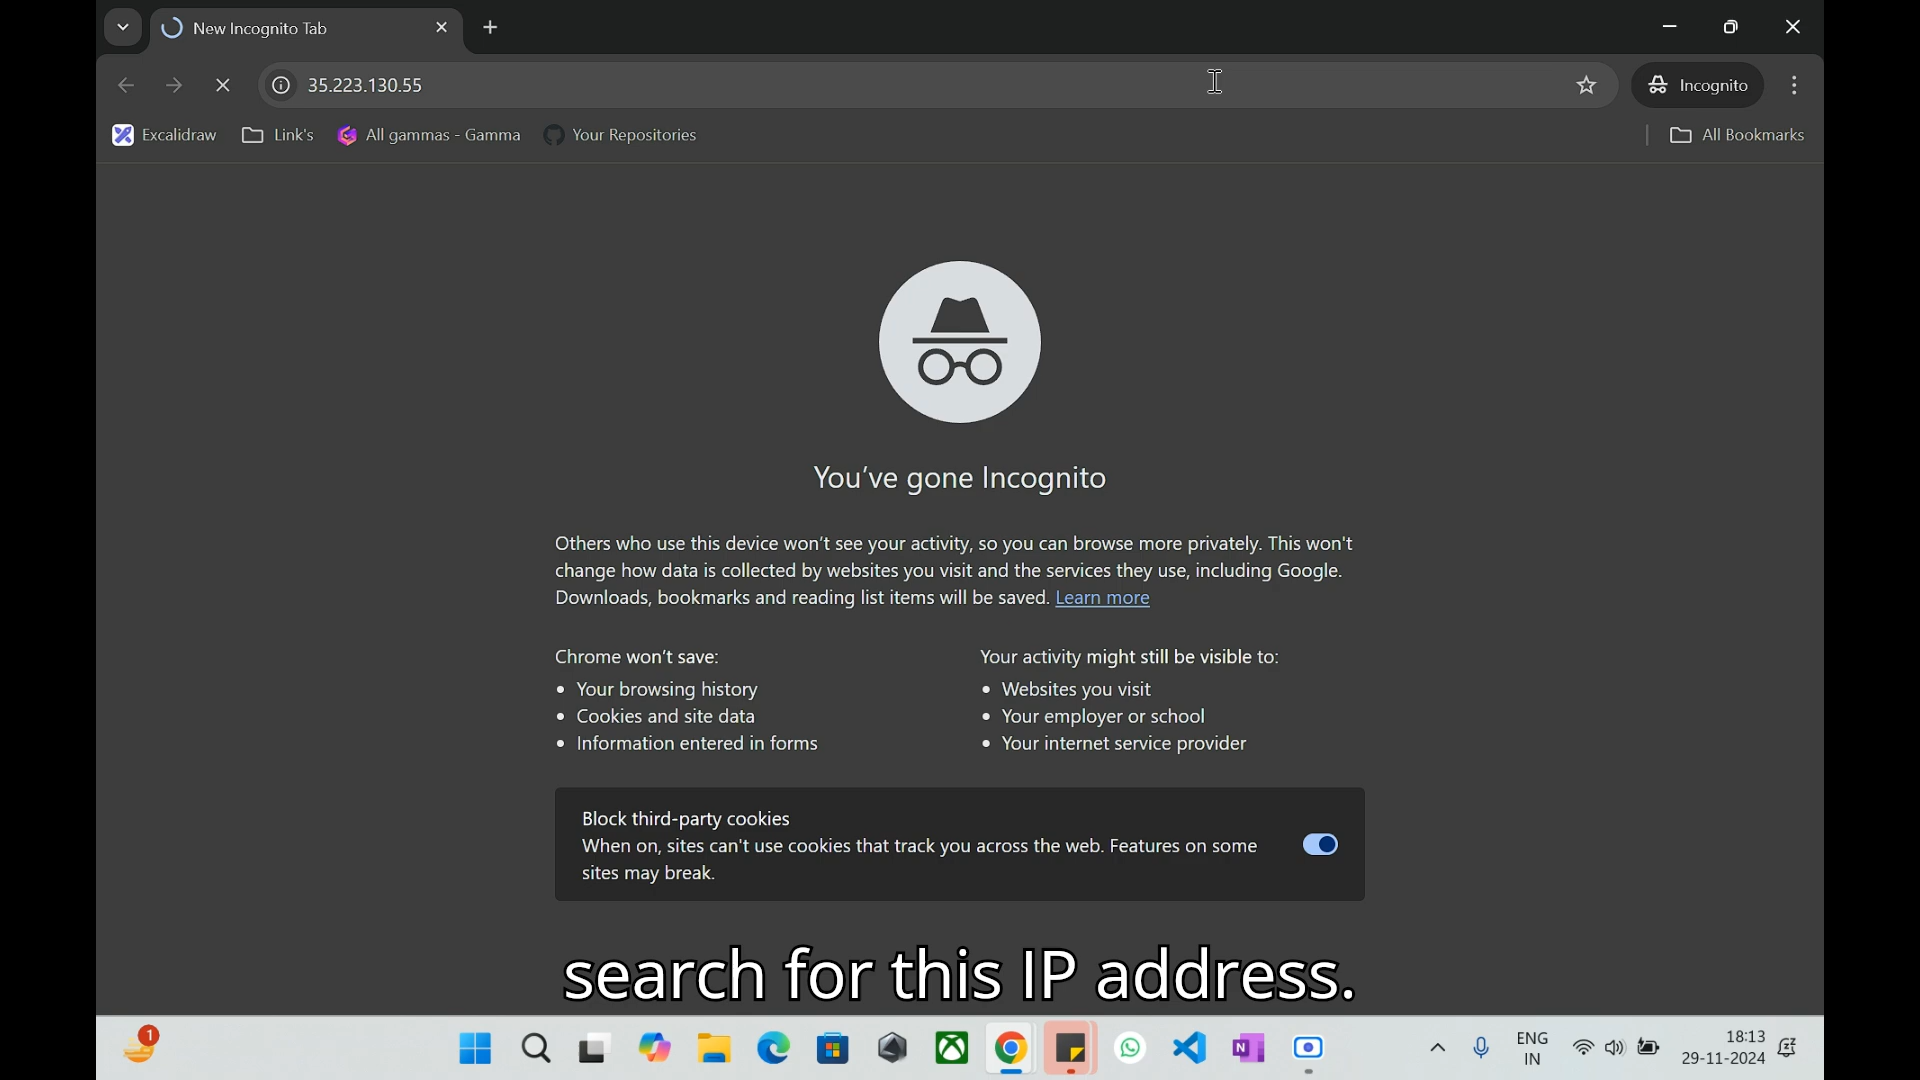 New Incognito Tab
35.223.130.55
Incognito
Excalidraw
Link's
All gammas - Gamma
Your Repositories
All Bookmarks
You've gone Incognito
Others who use this device won't see your activity, so you can browse more privately. This won't
change how data is collected by websites you visit and the services they use, including Google.
Downloads, bookmarks and reading list items will be saved. Learn more
Chrome won't save:
Your browsing history
Cookies and site data
Information entered in forms
Your activity might still be visible to:
Websites you visit
Your employer or school
Your internet service provider
Block third-party cookies
When on, sites can't use cookies that track you across the web. Features on some
sites may break.
search for this IP address.
1
N
ENG
IN
18:13
29-11-2024